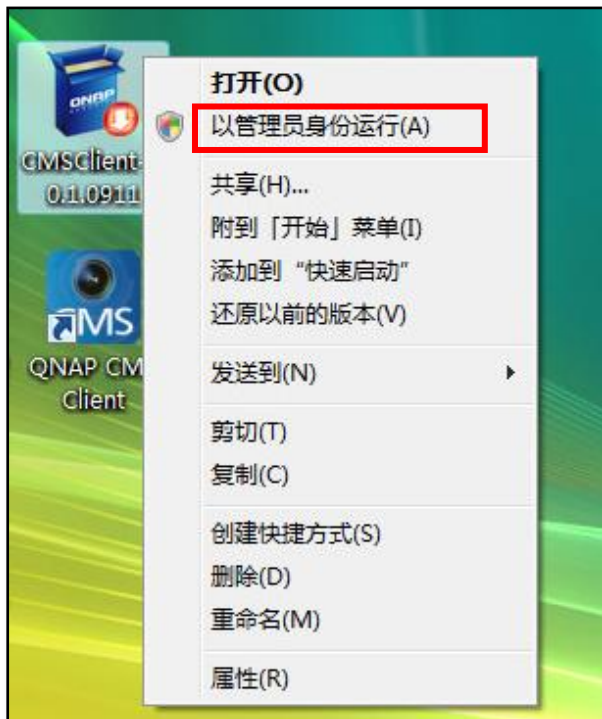 QNAP
CMSClient-
0.1.0911
CMS
QNAP CM
Client
打开(O)
以管理员身份运行(A)
共享(H)...
附到「开始」菜单(I)
添加到“快速启动”
还原以前的版本(V)
发送到(N)
剪切(T)
复制(C)
创建快捷方式(S)
删除(D)
重命名(M)
属性(R)